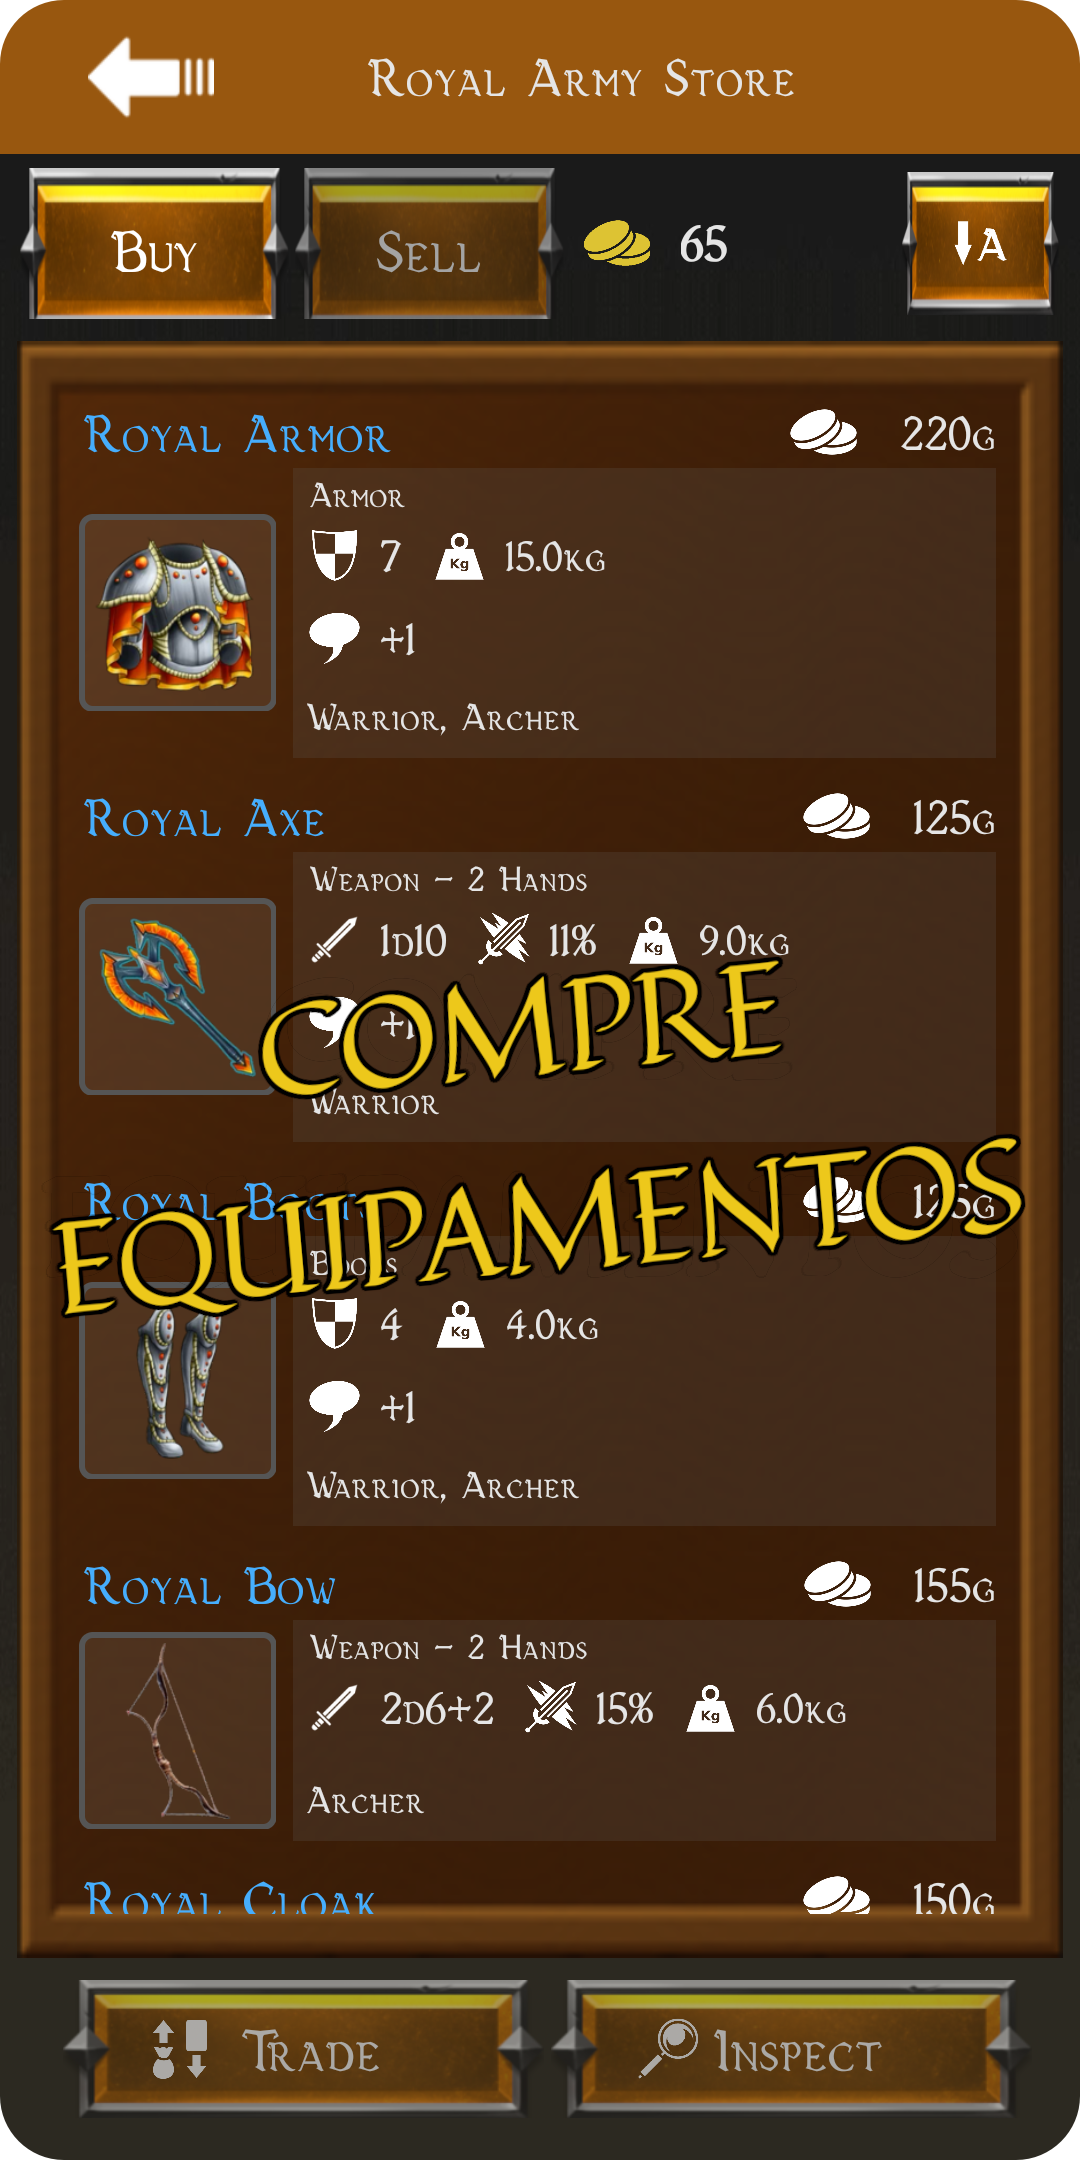 Royal Army Store
Buy Sell 65 A
Royal Armor 220g
Armor
7 Kg 15.0kg
+1
Warrior, Archer
Royal Axe 125g
Weapon - 2 Hands
1d10 11% Kg 9.0kg
+1
COMPRE
Warrior
Royal Boots 125g
EQUIPAMENTOS
Boots
4 Kg 4.0kg
+1
Warrior, Archer
Royal Bow 155g
Weapon - 2 Hands
2d6+2 15% Kg 6.0kg
Archer
Royal Cloak 150g
Trade Inspect